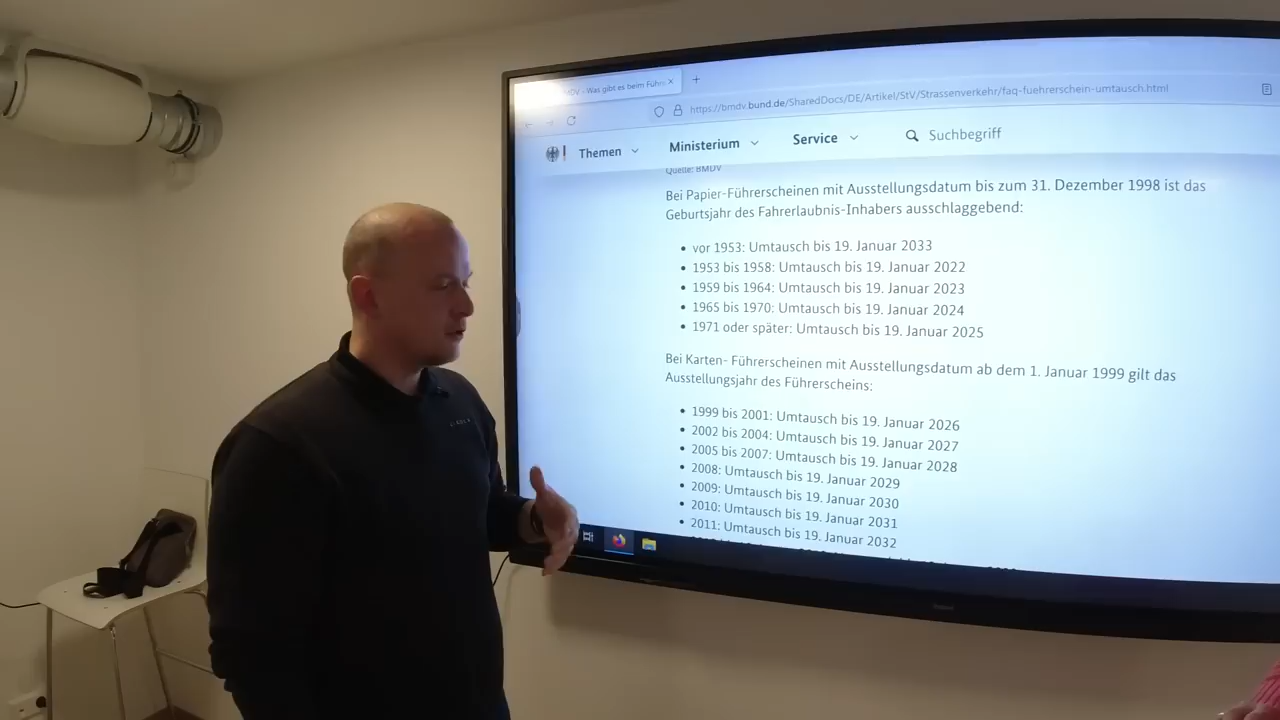 BMDV - Was gibt es beim Führ
https://bmdv.bund.de/SharedDocs/DE/Artikel/StV/Strassenverkehr/faq-fuehrerschein-umtausch.html
Themen Ministerium Service Suchbegriff
Quelle: BMDV
Bei Papier-Führerscheinen mit Ausstellungsdatum bis zum 31. Dezember 1998 ist das
Geburtsjahr des Fahrerlaubnis-Inhabers ausschlaggebend:
• vor 1953: Umtausch bis 19. Januar 2033
• 1953 bis 1958: Umtausch bis 19. Januar 2022
• 1959 bis 1964: Umtausch bis 19. Januar 2023
• 1965 bis 1970: Umtausch bis 19. Januar 2024
• 1971 oder später: Umtausch bis 19. Januar 2025
Bei Karten- Führerscheinen mit Ausstellungsdatum ab dem 1. Januar 1999 gilt das
Ausstellungsjahr des Führerscheins:
• 1999 bis 2001: Umtausch bis 19. Januar 2026
• 2002 bis 2004: Umtausch bis 19. Januar 2027
• 2005 bis 2007: Umtausch bis 19. Januar 2028
• 2008: Umtausch bis 19. Januar 2029
• 2009: Umtausch bis 19. Januar 2030
• 2010: Umtausch bis 19. Januar 2031
• 2011: Umtausch bis 19. Januar 2032